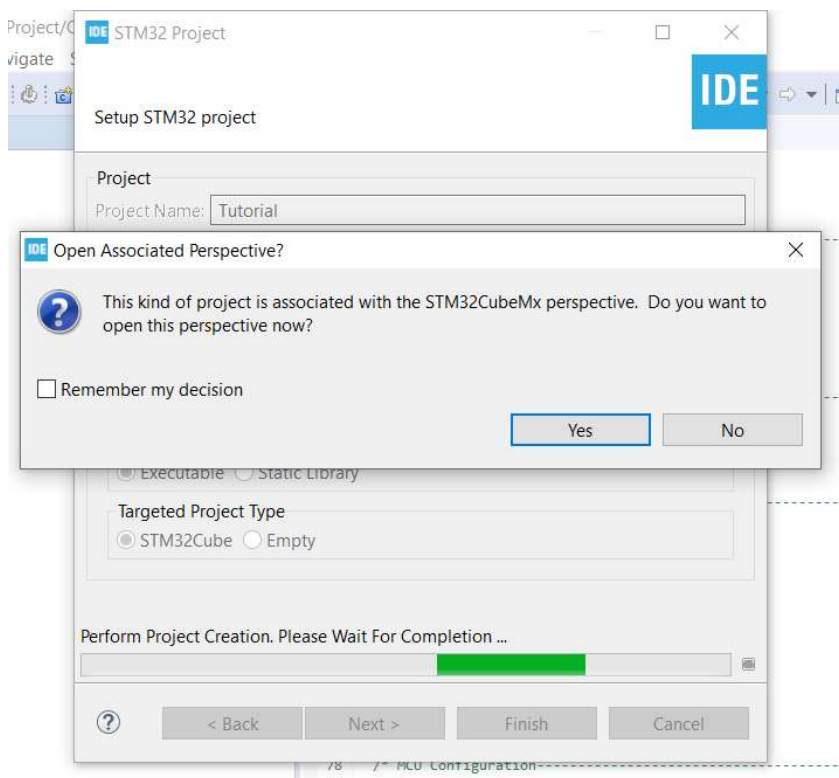 Project/C
IDE STM32 Project
vigate S
IDE
Setup STM32 project
Project
Project Name: Tutorial
IDE Open Associated Perspective?
This kind of project is associated with the STM32CubeMx perspective. Do you want to
open this perspective now?
Remember my decision
Yes No
Executable Static Library
Targeted Project Type
STM32Cube Empty
Perform Project Creation. Please Wait For Completion ...
< Back Next > Finish Cancel
78 /* MCU Configuration--------------------------------